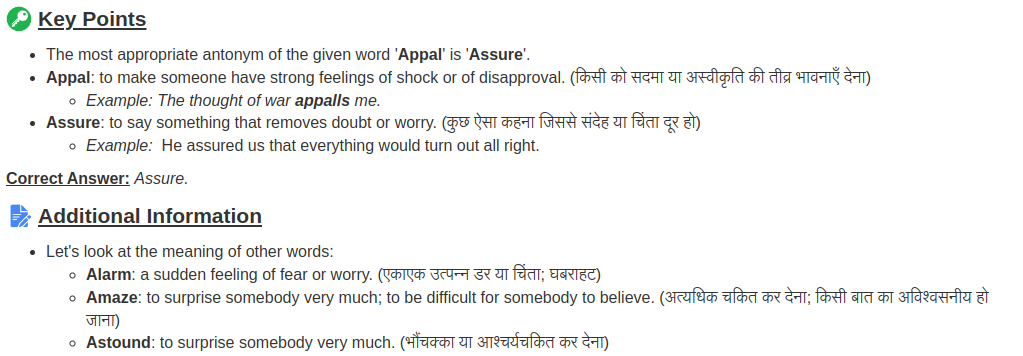 Key Points
The most appropriate antonym of the given word 'Appal' is 'Assure'.
Appal: to make someone have strong feelings of shock or of disapproval. (किसी को सदमा या अस्वीकृति की तीव्र भावनाएँ देना)
Example: The thought of war appalls me.
Assure: to say something that removes doubt or worry. (कुछ ऐसा कहना जिससे संदेह या चिंता दूर हो)
Example: He assured us that everything would turn out all right.
Correct Answer: Assure.
Additional Information
Let's look at the meaning of other words:
Alarm: a sudden feeling of fear or worry. (एकाएक उत्पन्न डर या चिंता; घबराहट)
Amaze: to surprise somebody very much; to be difficult for somebody to believe. (अत्यधिक चकित कर देना; किसी बात का अविश्वसनीय हो
जाना)
Astound: to surprise somebody very much. (भौंचक्का या आश्चर्यचकित कर देना)